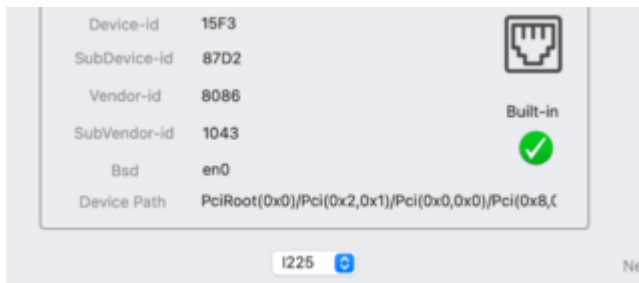 Device-id 15F3
SubDevice-id 87D2
Vendor-id 8086
Built-in
SubVendor-id 1043
Bsd en0
Device Path PciRoot(0x0)/Pci(0x2,0x1)/Pci(0x0,0x0)/Pci(0x8,0
I225
Ne